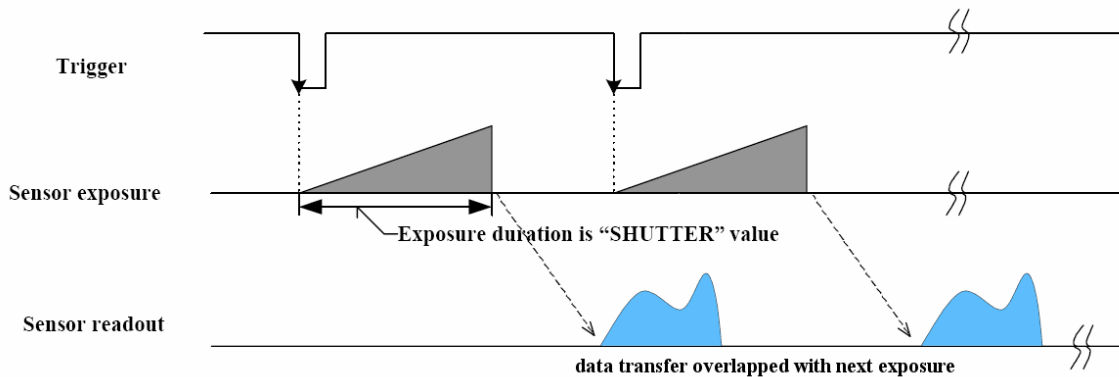 Trigger
Sensor exposure
Exposure duration is “SHUTTER” value
Sensor readout
data transfer overlapped with next exposure